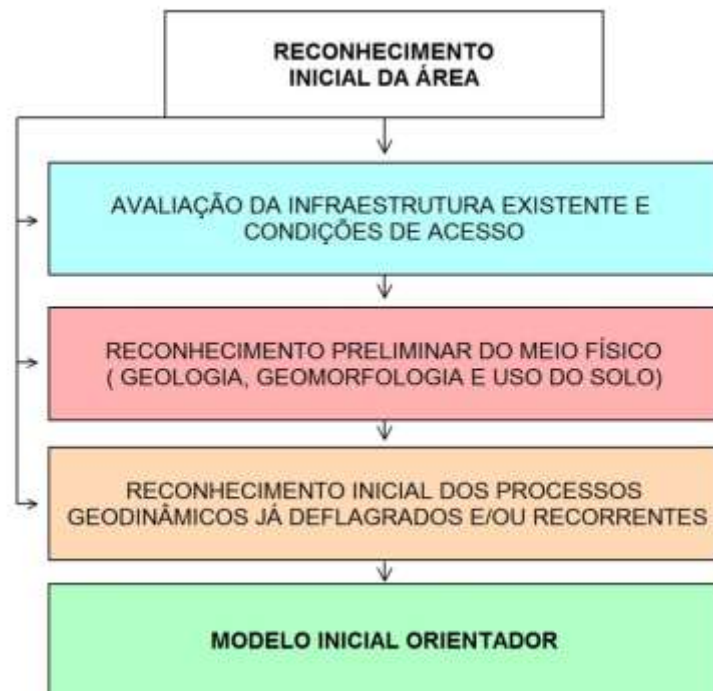 RECONHECIMENTO
INICIAL DA ÁREA
AVALIAÇÃO DA INFRAESTRUTURA EXISTENTE E
CONDIÇÕES DE ACESSO
RECONHECIMENTO PRELIMINAR DO MEIO FÍSICO
( GEOLOGIA, GEOMORFOLOGIA E USO DO SOLO)
RECONHECIMENTO INICIAL DOS PROCESSOS
GEODINÂMICOS JÁ DEFLAGRADOS E/OU RECORRENTES
MODELO INICIAL ORIENTADOR